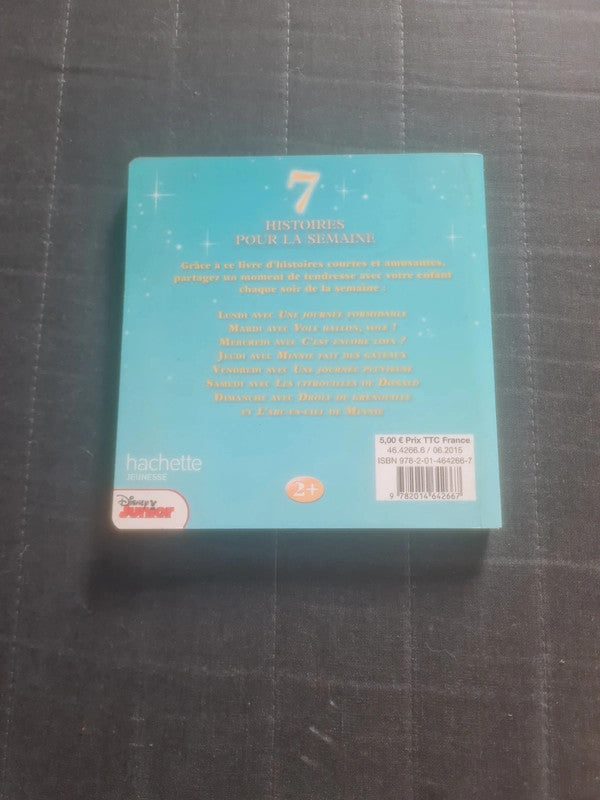 7
HISTOIRES
POUR LA SEMAINE
Grâce à ce livre d'histoires courtes et amusantes,
partagez un moment de tendresse avec votre enfant
chaque soir de la semaine :
LUNDI AVEC UNE JOURNÉE FORMIDABLE
MARDI AVEC VOLE BALLON, VOLE !
MERCREDI AVEC C'EST ENCORE LOIN ?
JEUDI AVEC MINNIE FAIT DES GÂTEAUX
VENDREDI AVEC UNE JOURNÉE PLUVIEUSE
SAMEDI AVEC LES CITROUILLES DE DONALD
DIMANCHE AVEC DRÔLE DE GRENOUILLE
ET L'ARC-EN-CIEL DE MINNIE
5,00 € Prix TTC France
46.4266.6 / 06.2015
ISBN 978-2-01-464266-7
9 782014 642667
hachette
JEUNESSE
2+
Disney
Junior